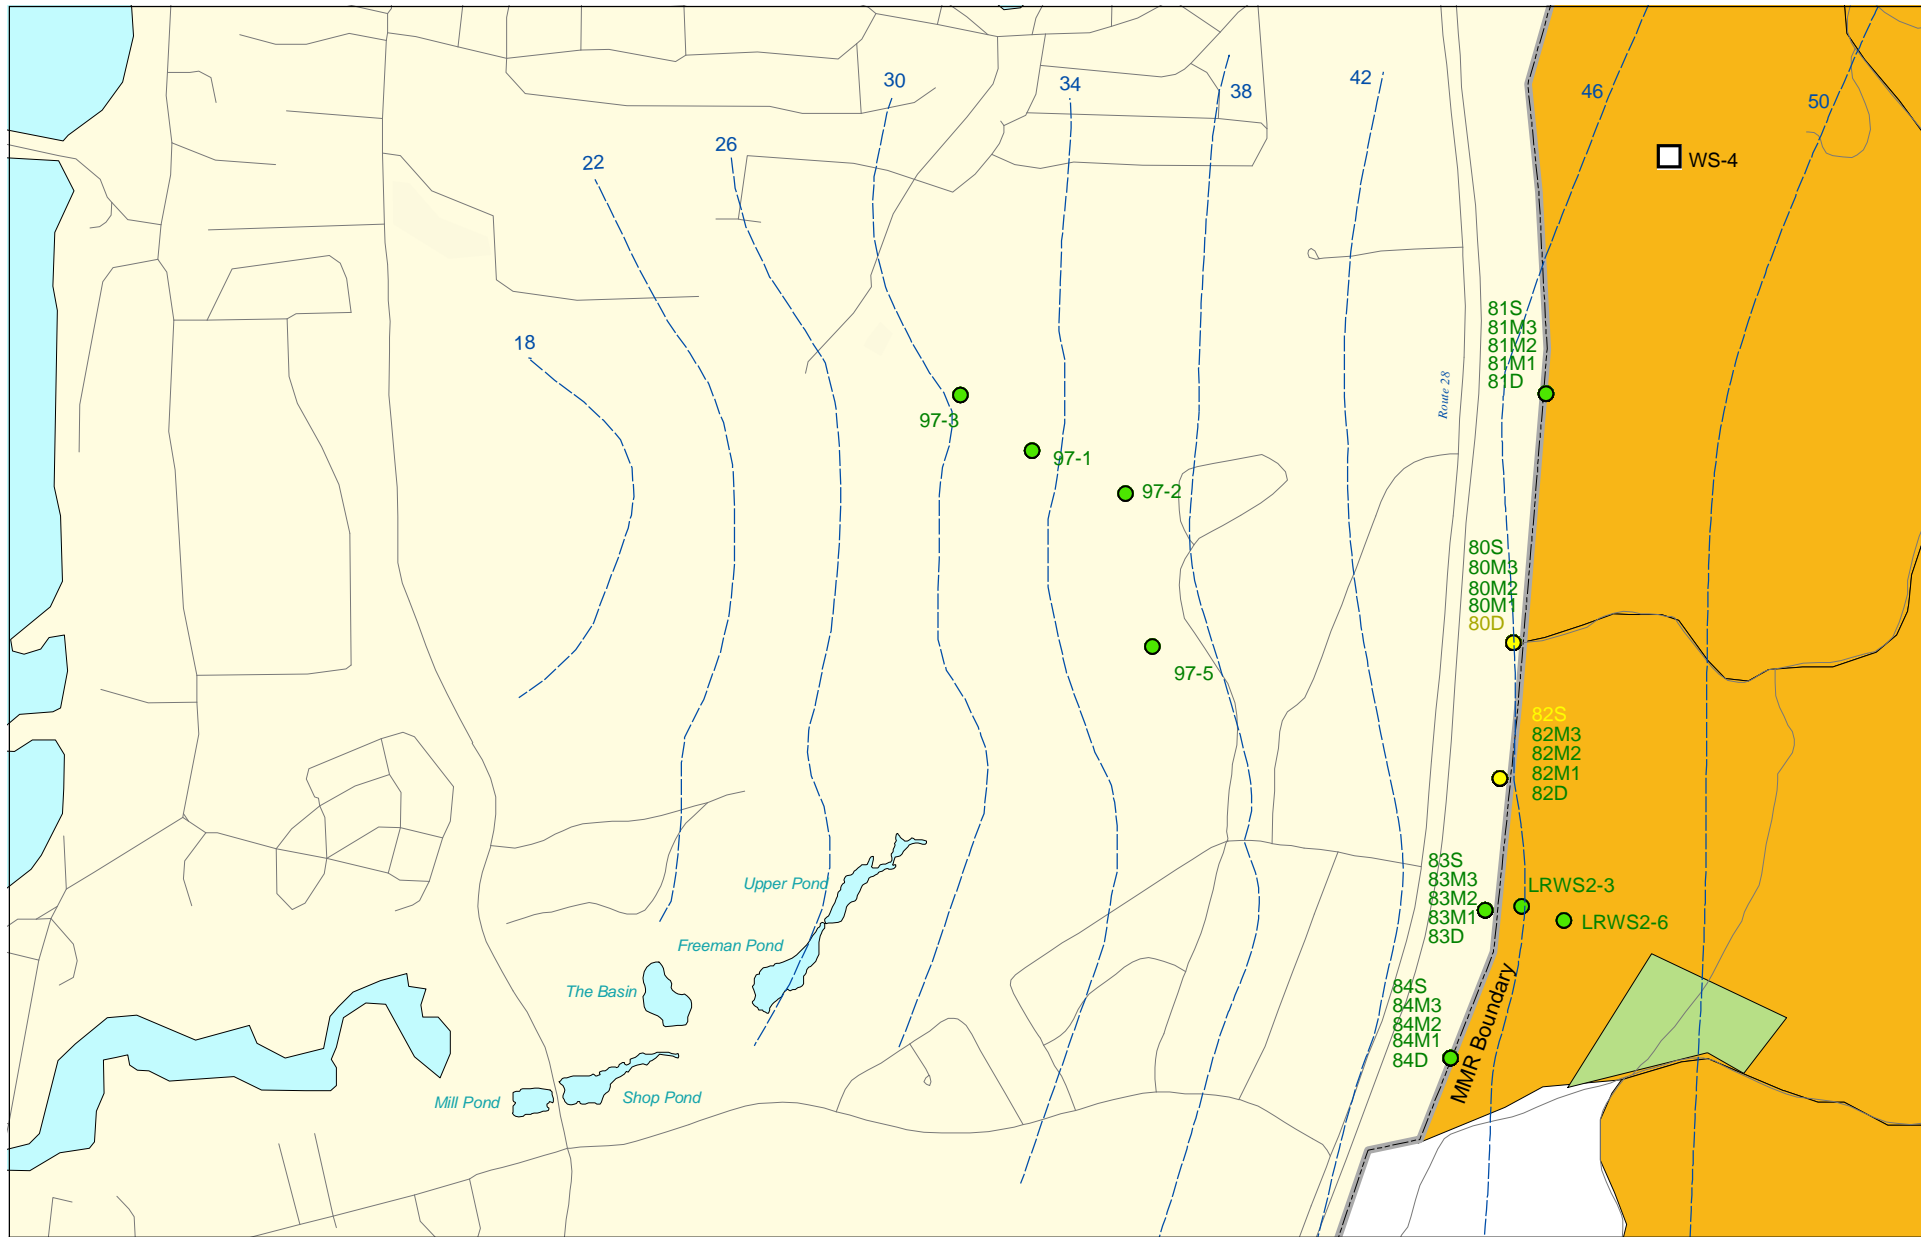 30
34
38
42
46
50
26
22
WS-4
18
81S
81M3
81M2
81M1
81D
Route 28
97-3
97-1
97-2
80S
80M3
80M2
80M1
80D
97-5
82S
82M3
82M2
82M1
82D
83S
83M3
83M2
83M1
83D
LRWS2-3
LRWS2-6
Upper Pond
Freeman Pond
The Basin
84S
84M3
84M2
84M1
84D
MMR Boundary
Mill Pond
Shop Pond